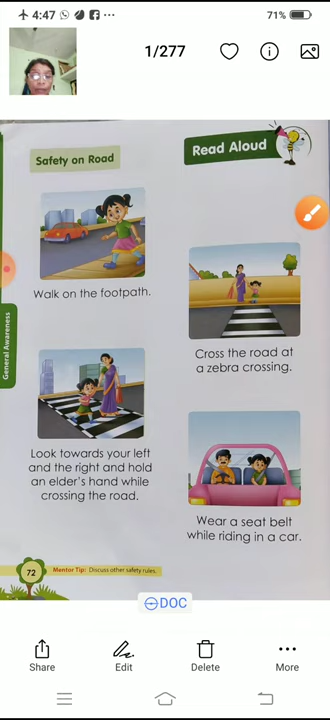 4:47
71%
1/277
Safety on Road
Read Aloud
Walk on the footpath.
Cross the road at
a zebra crossing.
General Awareness
Look towards your left
and the right and hold
an elder's hand while
crossing the road.
Wear a seat belt
while riding in a car.
72
Mentor Tip: Discuss other safety rules.
DOC
Share
Edit
Delete
More